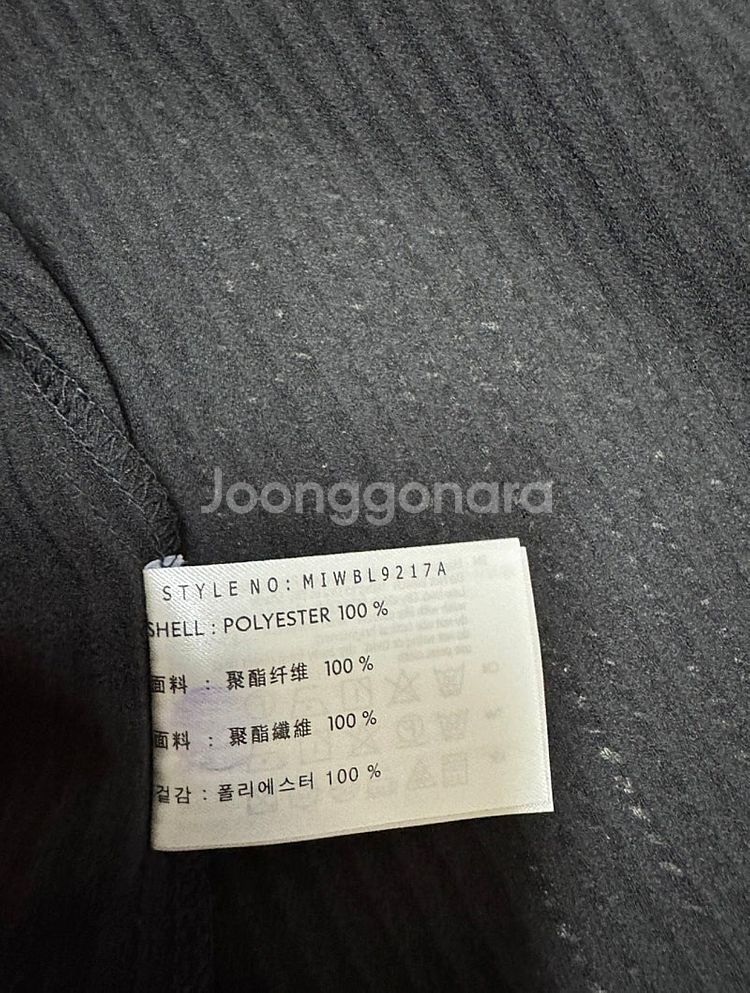 Joonggonara
STYLE NO: MIWBL9217A
SHELL : POLYESTER 100 %
面料 : 聚酯纤维 100 %
面料 : 聚酯纖維 100 %
겉감 : 폴리에스터 100 %